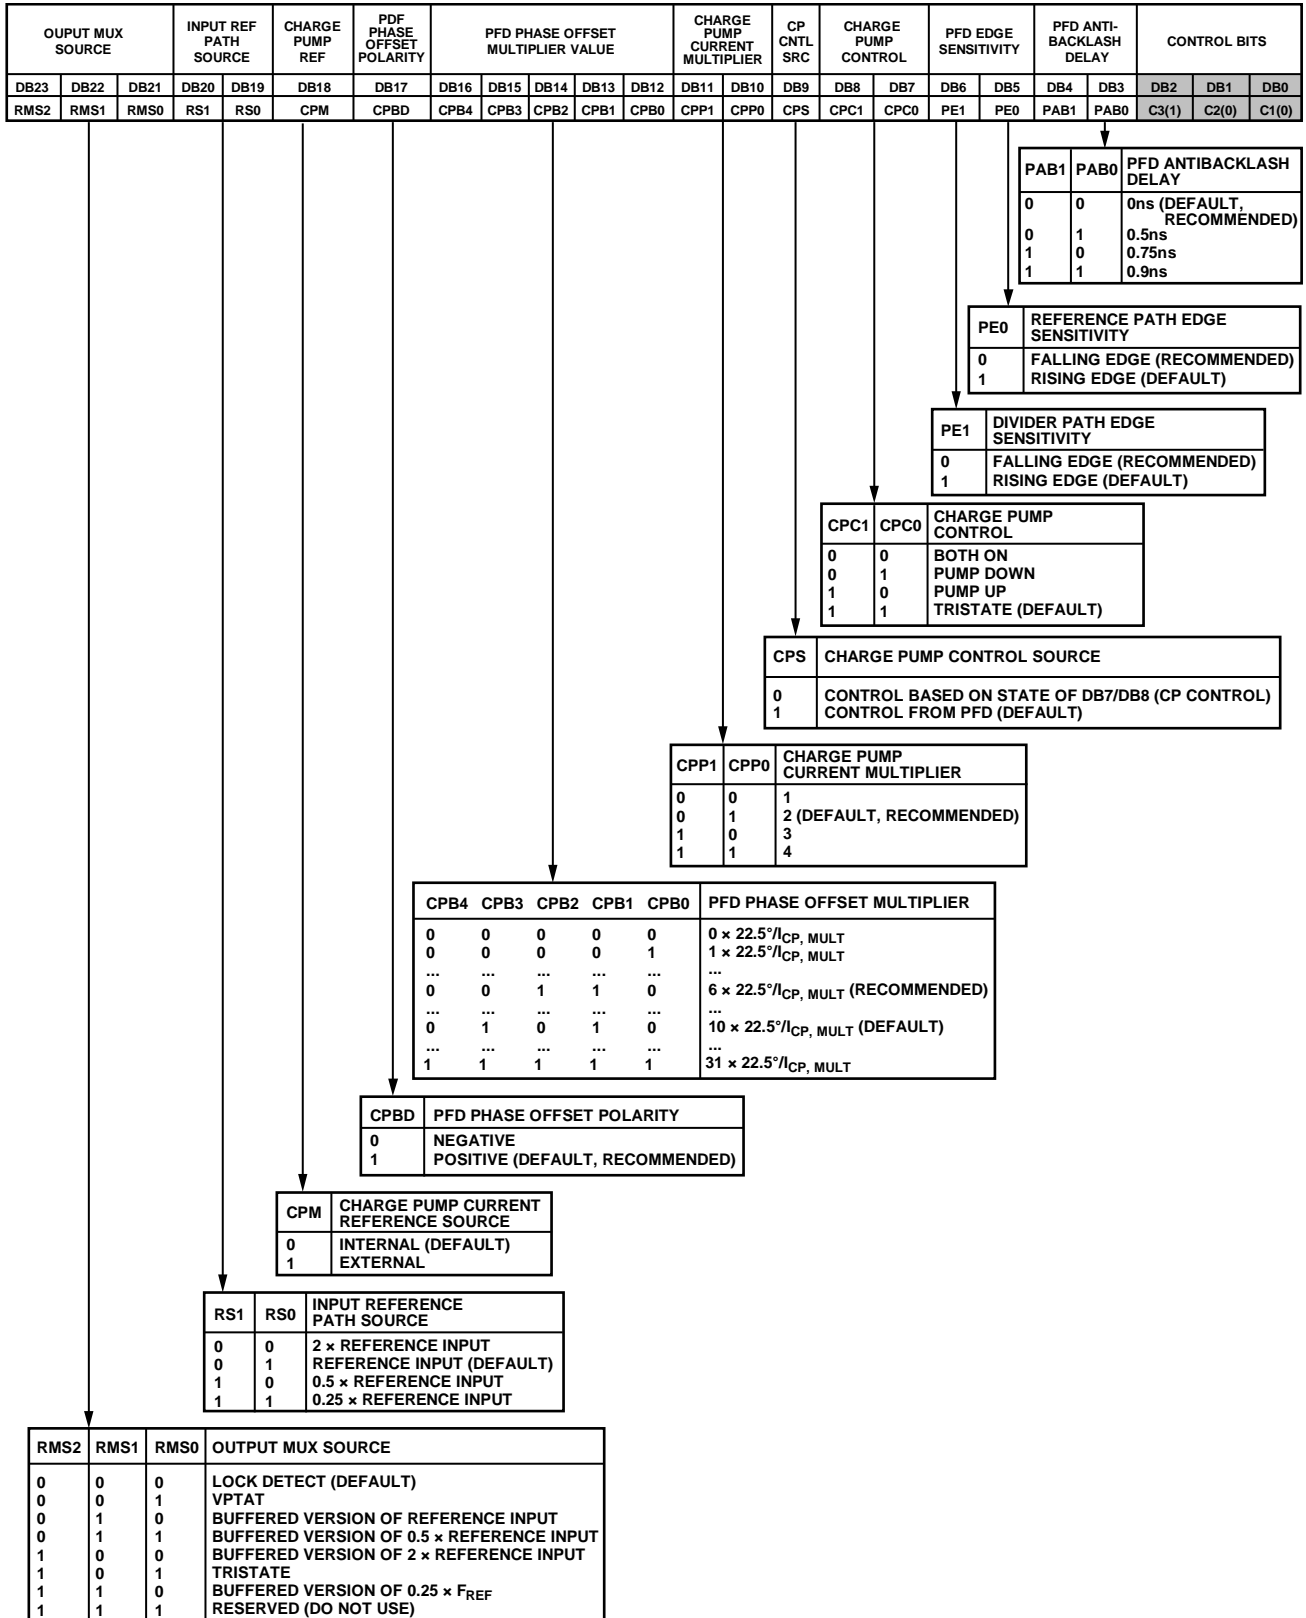 OUPUT MUX SOURCE | INPUT REF PATH SOURCE | CHARGE PUMP REF | PDF PHASE OFFSET POLARITY | PFD PHASE OFFSET MULTIPLIER VALUE | CHARGE PUMP CURRENT MULTIPLIER | CP CNTL SRC | CHARGE PUMP CONTROL | PFD EDGE SENSITIVITY | PFD ANTI-BACKLASH DELAY | CONTROL BITS
DB23 DB22 DB21 DB20 DB19 DB18 DB17 DB16 DB15 DB14 DB13 DB12 DB11 DB10 DB9 DB8 DB7 DB6 DB5 DB4 DB3 DB2 DB1 DB0
RMS2 RMS1 RMS0 RS1 RS0 CPM CPBD CPB4 CPB3 CPB2 CPB1 CPB0 CPP1 CPP0 CPS CPC1 CPC0 PE1 PE0 PAB1 PAB0 C3(1) C2(0) C1(0)
PAB1 PAB0 PFD ANTIBACKLASH DELAY
0 0 0ns (DEFAULT, RECOMMENDED)
0 1 0.5ns
1 0 0.75ns
1 1 0.9ns
PE0 REFERENCE PATH EDGE SENSITIVITY
0 FALLING EDGE (RECOMMENDED)
1 RISING EDGE (DEFAULT)
PE1 DIVIDER PATH EDGE SENSITIVITY
0 FALLING EDGE (RECOMMENDED)
1 RISING EDGE (DEFAULT)
CPC1 CPC0 CHARGE PUMP CONTROL
0 0 BOTH ON
0 1 PUMP DOWN
1 0 PUMP UP
1 1 TRISTATE (DEFAULT)
CPS CHARGE PUMP CONTROL SOURCE
0 CONTROL BASED ON STATE OF DB7/DB8 (CP CONTROL)
1 CONTROL FROM PFD (DEFAULT)
CPP1 CPP0 CHARGE PUMP CURRENT MULTIPLIER
0 0 1
0 1 2 (DEFAULT, RECOMMENDED)
1 0 3
1 1 4
CPB4 CPB3 CPB2 CPB1 CPB0 PFD PHASE OFFSET MULTIPLIER
0 0 0 0 0 0 × 22.5°/ICP, MULT
0 0 0 0 1 1 × 22.5°/ICP, MULT
... ... ... ... ... ...
0 0 1 1 0 6 × 22.5°/ICP, MULT (RECOMMENDED)
... ... ... ... ... ...
0 1 0 1 0 10 × 22.5°/ICP, MULT (DEFAULT)
... ... ... ... ... ...
1 1 1 1 1 31 × 22.5°/ICP, MULT
CPBD PFD PHASE OFFSET POLARITY
0 NEGATIVE
1 POSITIVE (DEFAULT, RECOMMENDED)
CPM CHARGE PUMP CURRENT REFERENCE SOURCE
0 INTERNAL (DEFAULT)
1 EXTERNAL
RS1 RS0 INPUT REFERENCE PATH SOURCE
0 0 2 × REFERENCE INPUT
0 1 REFERENCE INPUT (DEFAULT)
1 0 0.5 × REFERENCE INPUT
1 1 0.25 × REFERENCE INPUT
RMS2 RMS1 RMS0 OUTPUT MUX SOURCE
0 0 0 LOCK DETECT (DEFAULT)
0 0 1 VPTAT
0 1 0 BUFFERED VERSION OF REFERENCE INPUT
0 1 1 BUFFERED VERSION OF 0.5 × REFERENCE INPUT
1 0 0 BUFFERED VERSION OF 2 × REFERENCE INPUT
1 0 1 TRISTATE
1 1 0 BUFFERED VERSION OF 0.25 × FREF
1 1 1 RESERVED (DO NOT USE)